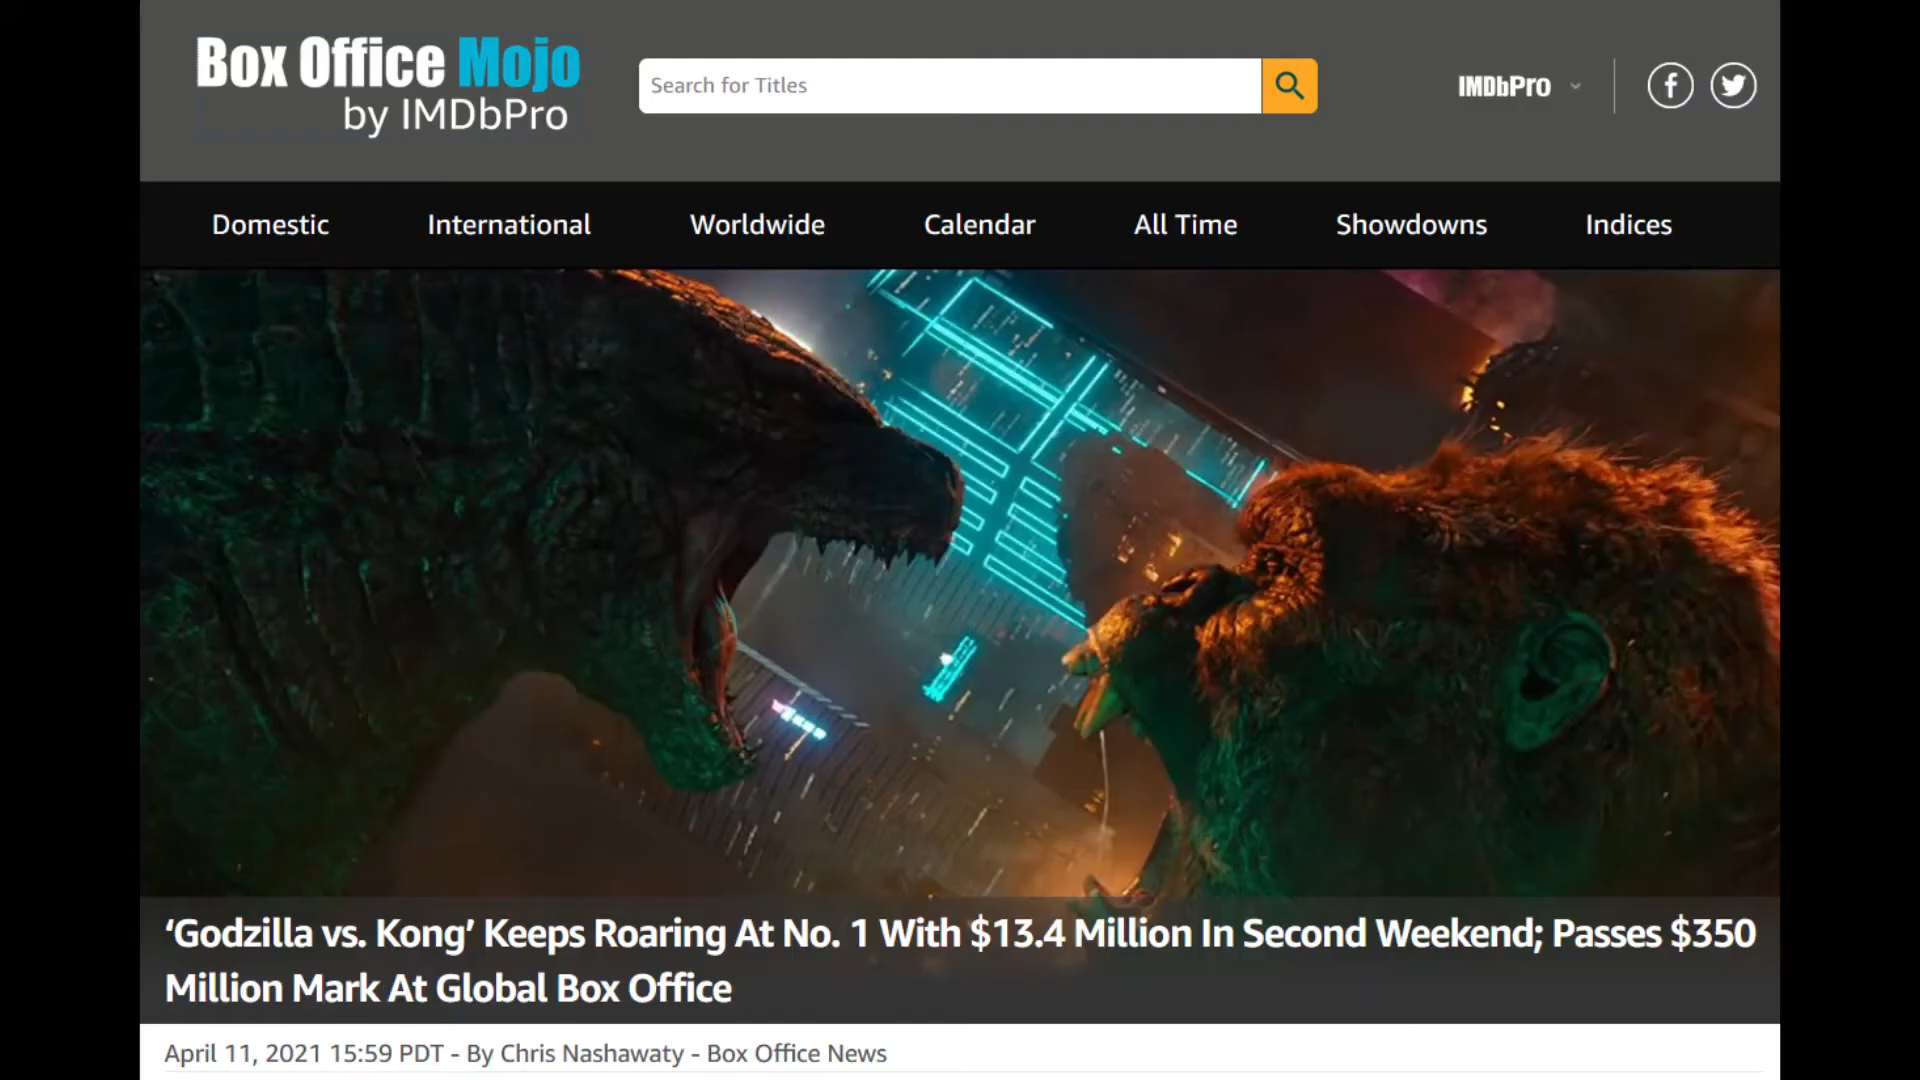 Box Office Mojo
by IMDbPro
Search for Titles
IMDbPro
Domestic International Worldwide Calendar All Time Showdowns Indices
‘Godzilla vs. Kong’ Keeps Roaring At No. 1 With $13.4 Million In Second Weekend; Passes $350
Million Mark At Global Box Office
April 11, 2021 15:59 PDT - By Chris Nashawaty - Box Office News